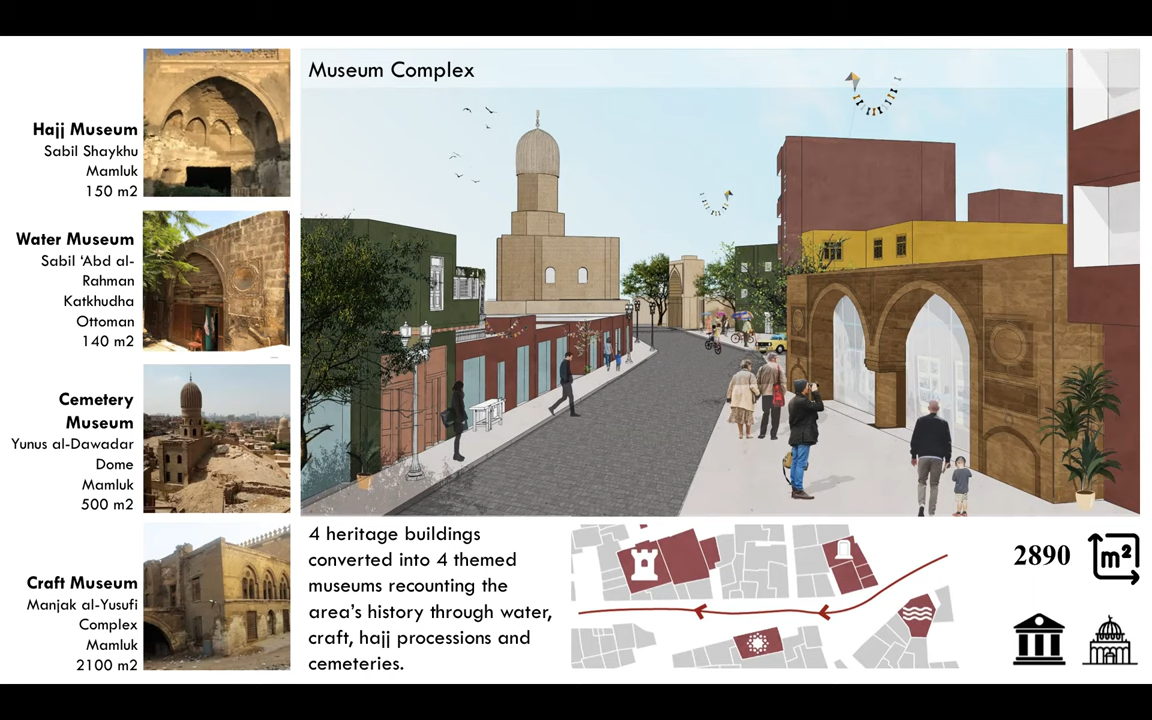 Museum Complex
Hajj Museum
Sabil Shaykhu
Mamluk
150 m2
Water Museum
Sabil ‘Abd al-
Rahman
Katkhudha
Ottoman
140 m2
Cemetery
Museum
Yunus al-Dawadar
Dome
Mamluk
500 m2
Craft Museum
Manjak al-Yusufi
Complex
Mamluk
2100 m2
4 heritage buildings
converted into 4 themed
museums recounting the
area’s history through water,
craft, hajj processions and
cemeteries.
2890
m²